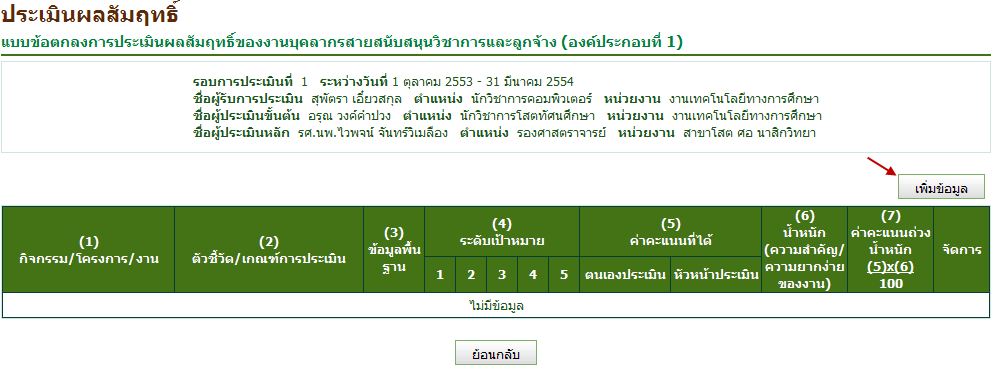 ประเมินผลสัมฤทธิ์
แบบข้อตกลงการประเมินผลสัมฤทธิ์ของงานบุคลากรสายสนับสนุนวิชาการและลูกจ้าง (องค์ประกอบที่ 1)
รอบการประเมินที่ 1 ระหว่างวันที่ 1 ตุลาคม 2553 - 31 มีนาคม 2554
ชื่อผู้รับการประเมิน สุพัตรา เอี่ยวสกุล ตำแหน่ง นักวิชาการคอมพิวเตอร์ หน่วยงาน งานเทคโนโลยีทางการศึกษา
ชื่อผู้ประเมินขั้นต้น อรุณ วงค์คำปวง ตำแหน่ง นักวิชาการโสตทัศนศึกษา หน่วยงาน งานเทคโนโลยีทางการศึกษา
ชื่อผู้ประเมินหลัก รศ.นพ.ไวพจน์ จันทร์วิเมลือง ตำแหน่ง รองศาสตราจารย์ หน่วยงาน สาขาโสต ศอ นาสิกวิทยา
เพิ่มข้อมูล
(1)
กิจกรรม/โครงการ/งาน
(2)
ตัวชี้วัด/เกณฑ์การประเมิน
(3)
ข้อมูลพื้น
ฐาน
(4)
ระดับเป้าหมาย
1 2 3 4 5
(5)
ค่าคะแนนที่ได้
ตนเองประเมิน หัวหน้าประเมิน
(6)
น้ำหนัก
(ความสำคัญ/
ความยากง่าย
ของงาน)
(7)
ค่าคะแนนถ่วง
น้ำหนัก
(5)x(6)
100
จัดการ
ไม่มีข้อมูล
ย้อนกลับ